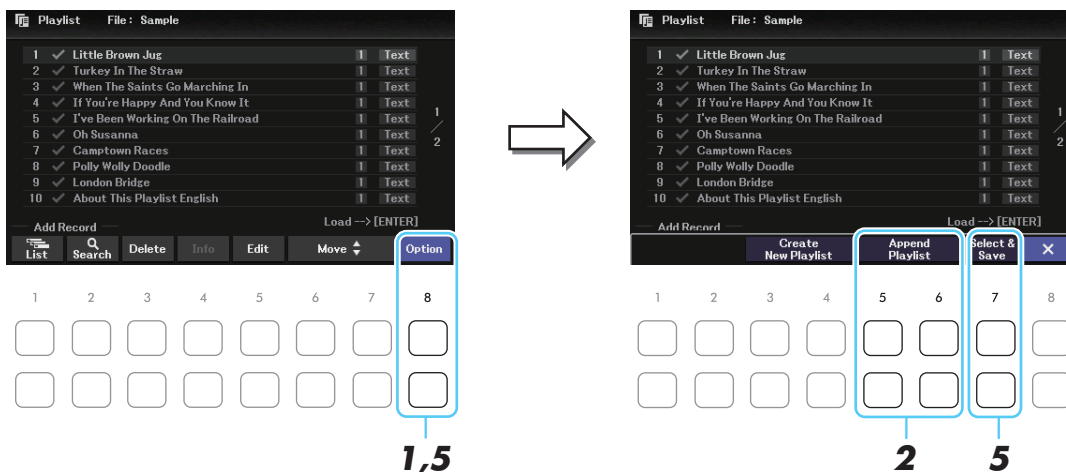 Playlist File : Sample
1 Little Brown Jug 1 Text
2 Turkey In The Straw 1 Text
3 When The Saints Go Marching In 1 Text
4 If You're Happy And You Know It 1 Text
5 I've Been Working On The Railroad 1 Text
6 Oh Susanna 1 Text
7 Camptown Races 1 Text
8 Polly Wolly Doodle 1 Text
9 London Bridge 1 Text
10 About This Playlist English 1 Text
1/2
Add Record Load --> [ENTER]
List Search Delete Info Edit Move Option
1 2 3 4 5 6 7 8
1,5
Playlist File : Sample
1 Little Brown Jug 1 Text
2 Turkey In The Straw 1 Text
3 When The Saints Go Marching In 1 Text
4 If You're Happy And You Know It 1 Text
5 I've Been Working On The Railroad 1 Text
6 Oh Susanna 1 Text
7 Camptown Races 1 Text
8 Polly Wolly Doodle 1 Text
9 London Bridge 1 Text
10 About This Playlist English 1 Text
1/2
Add Record Load --> [ENTER]
Create Append Select &
New Playlist Playlist Save ×
1 2 3 4 5 6 7 8
2 5